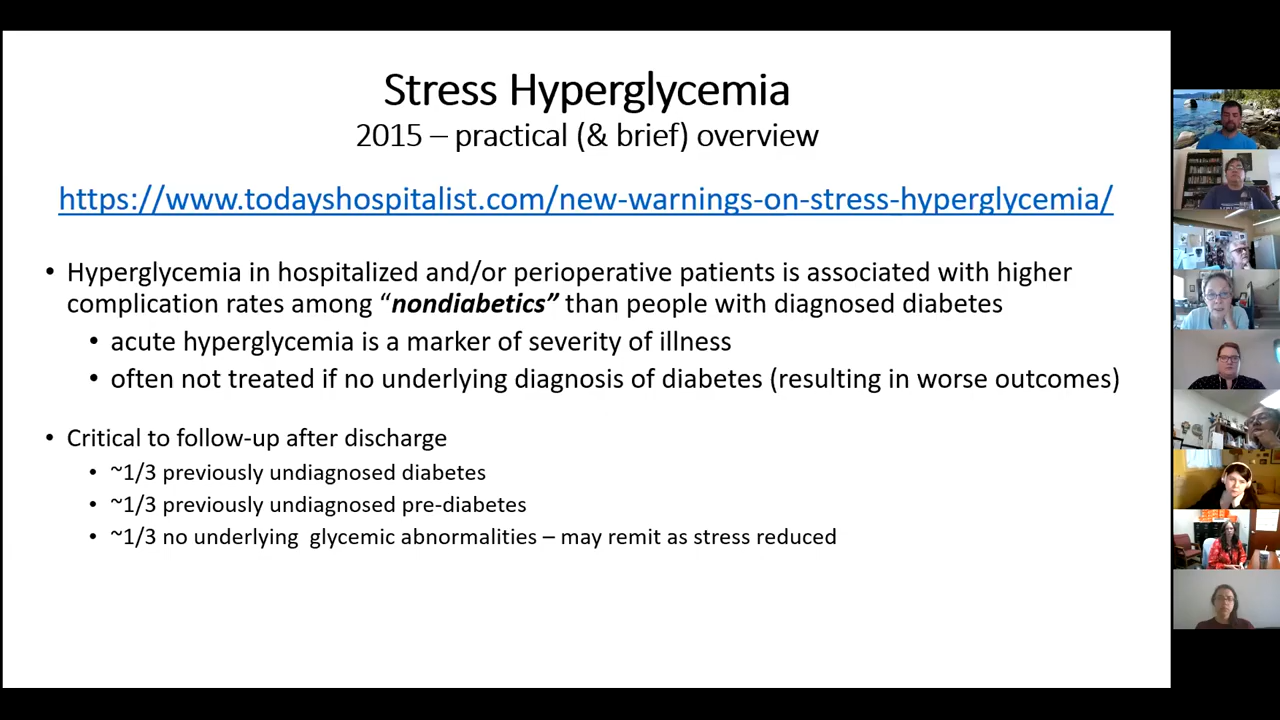 Stress Hyperglycemia
2015 – practical (& brief) overview
https://www.todayshospitalist.com/new-warnings-on-stress-hyperglycemia/
• Hyperglycemia in hospitalized and/or perioperative patients is associated with higher
complication rates among “nondiabetics” than people with diagnosed diabetes
• acute hyperglycemia is a marker of severity of illness
• often not treated if no underlying diagnosis of diabetes (resulting in worse outcomes)
• Critical to follow-up after discharge
• ~1/3 previously undiagnosed diabetes
• ~1/3 previously undiagnosed pre-diabetes
• ~1/3 no underlying glycemic abnormalities – may remit as stress reduced